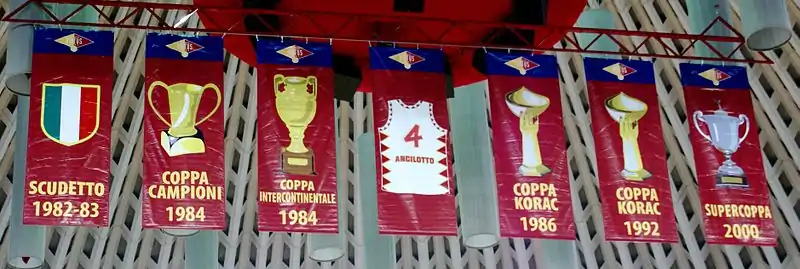 SCUDETTO
1982-83
COPPA
CAMPIONI
1984
COPPA
INTERCONTINENTALE
1984
4
ANCILOTTO
COPPA
KORAC
1986
COPPA
KORAC
1992
SUPERCOPPA
2000